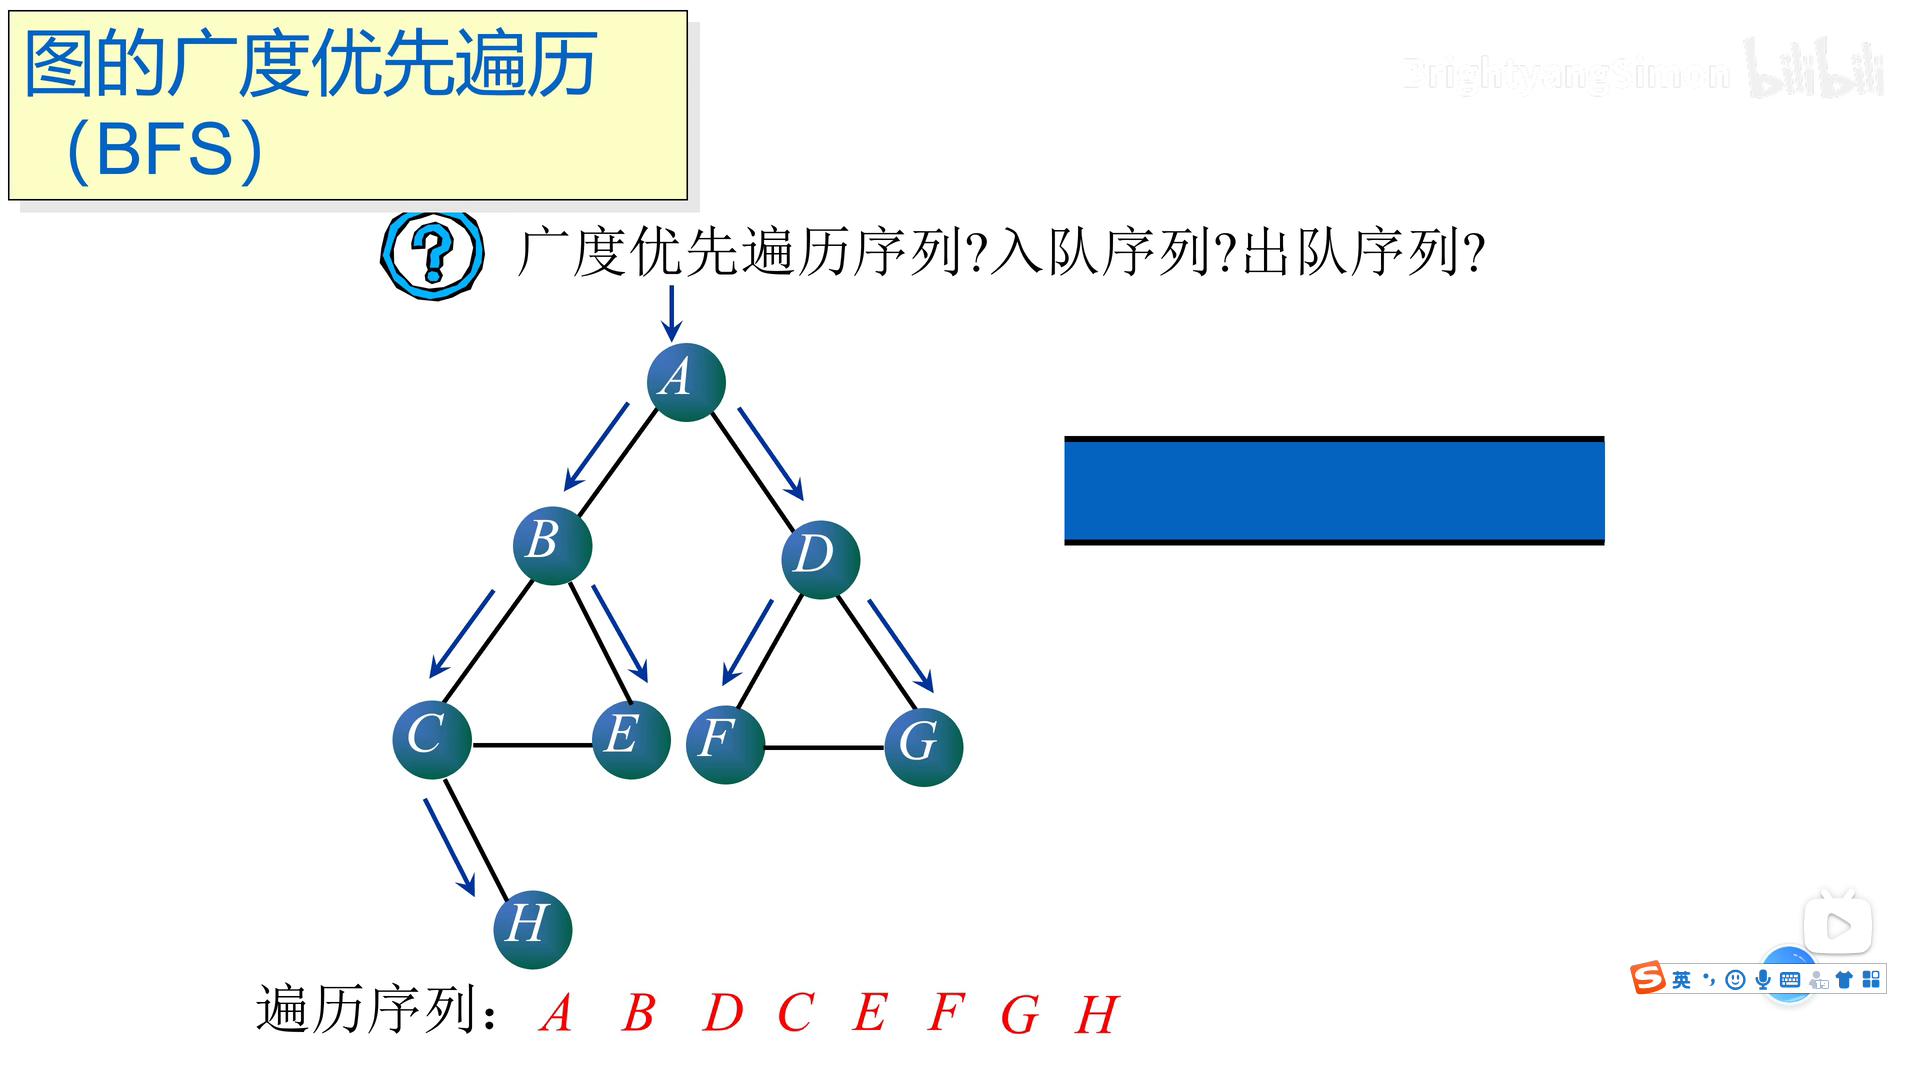 图的广度优先遍历
（BFS）
BrightyangSimon bilibili
?
广度优先遍历序列?入队序列?出队序列?
A
B
D
C
E
F
G
H
英
遍历序列： A B D C E F G H